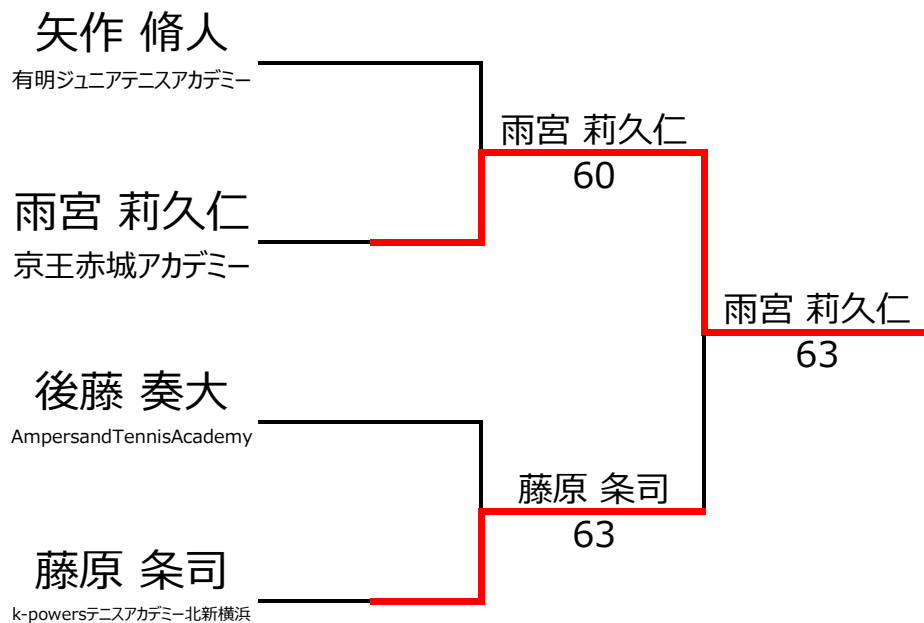 矢作 脩人
有明ジュニアテニスアカデミー
雨宮 莉久仁
60
雨宮 莉久仁
京王赤城アカデミー
雨宮 莉久仁
63
後藤 奏大
AmpersandTennisAcademy
藤原 条司
63
藤原 条司
k-powersテニスアカデミー北新横浜